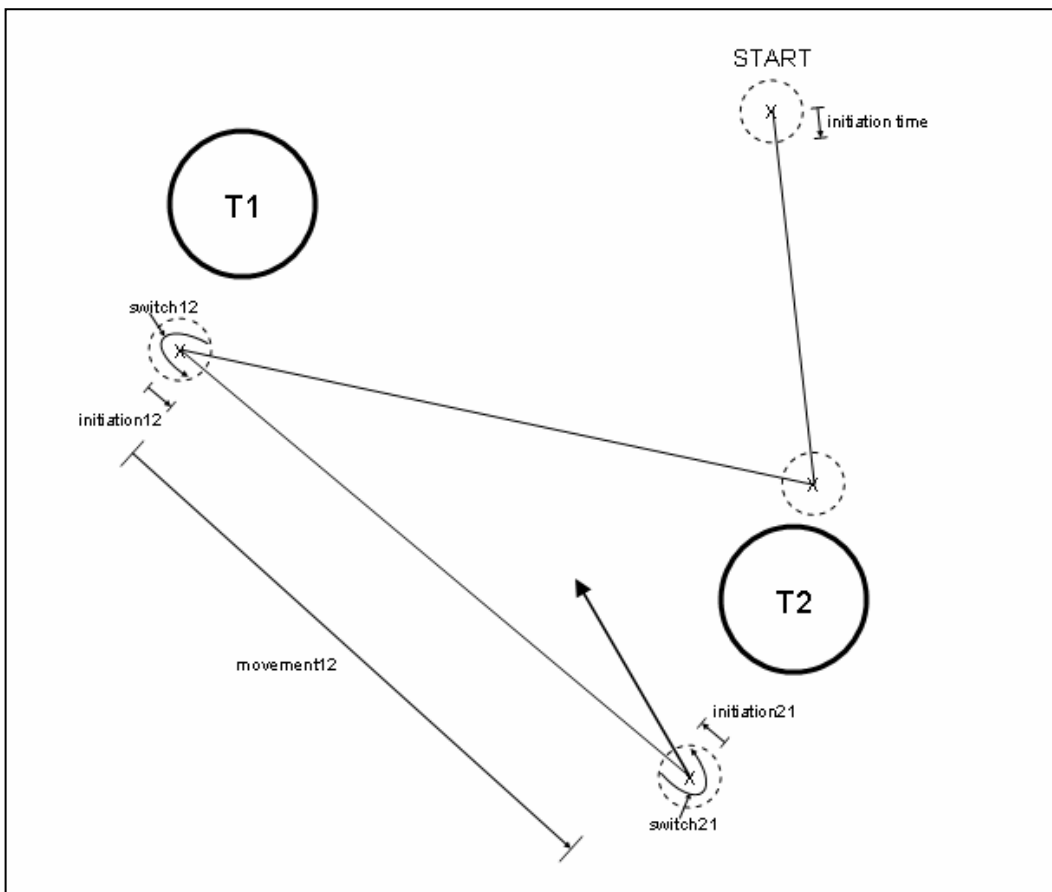 START
X
initiation time
T1
switch12
X
initiation12
X
T2
movement12
initiation21
X
switch21